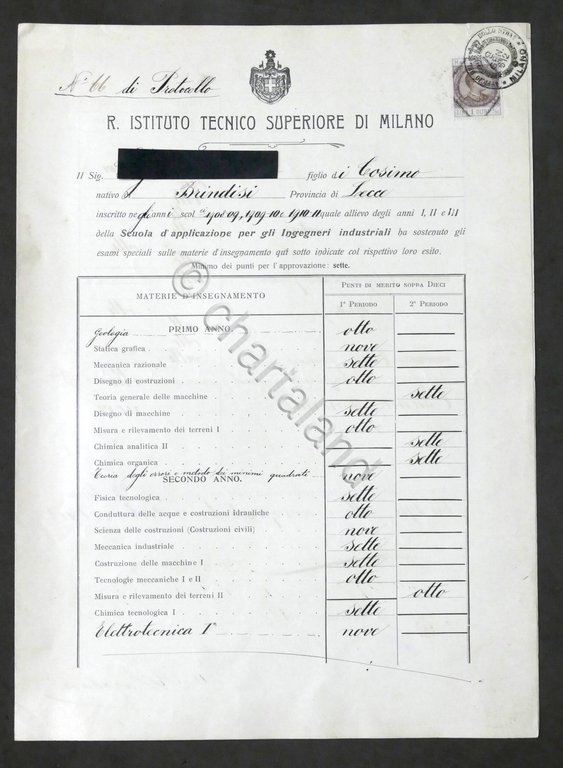 N.° 66 di Protocollo
BOLLO STRAORD
MILANO
R. ISTITUTO TECNICO SUPERIORE DI MILANO
Il Sig. figlio di Cosimo
nativo di Brindisi Provincia di Lecce
inscritto negli anni scol.ci 1908-09, 1909-10 e 1910-11 quale allievo degli anni I, II e III
della Scuola d'applicazione per gli Ingegneri industriali ha sostenuto gli
esami speciali sulle materie d'insegnamento qui sotto indicate col rispettivo loro esito.
Minimo dei punti per l'approvazione: sette.
MATERIE D'INSEGNAMENTO PUNTI DI MERITO SOPRA DIECI
1° PERIODO 2° PERIODO
PRIMO ANNO.
Geologia otto
Statica grafica nove
Meccanica razionale sette
Disegno di costruzioni otto
Teoria generale delle macchine sette
Disegno di macchine sette
Misura e rilevamento dei terreni I otto
Chimica analitica II sette
Chimica organica sette
Teoria degli errori e metodo dei minimi quadrati nove
SECONDO ANNO.
Fisica tecnologica sette
Conduttura delle acque e costruzioni idrauliche otto
Scienza delle costruzioni (Costruzioni civili) nove
Meccanica industriale sette
Costruzione delle macchine I sette
Tecnologie meccaniche I e II otto
Misura e rilevamento dei terreni II otto
Chimica tecnologica I sette
Elettrotecnica Iª nove
© chartaland